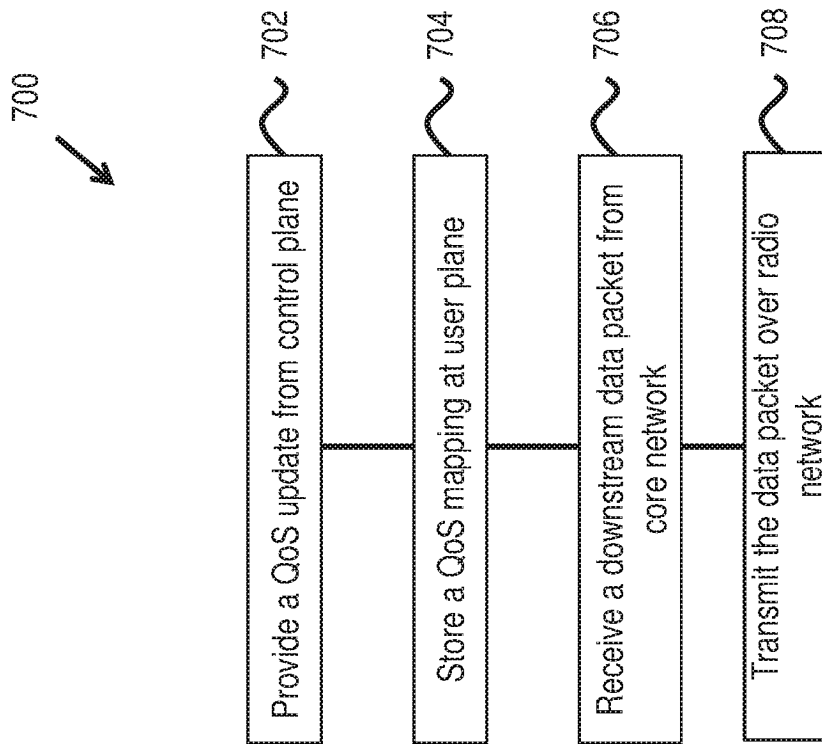 700
Provide a QoS update from control plane
702
Store a QoS mapping at user plane
704
Receive a downstream data packet from
core network
706
Transmit the data packet over radio
network
708